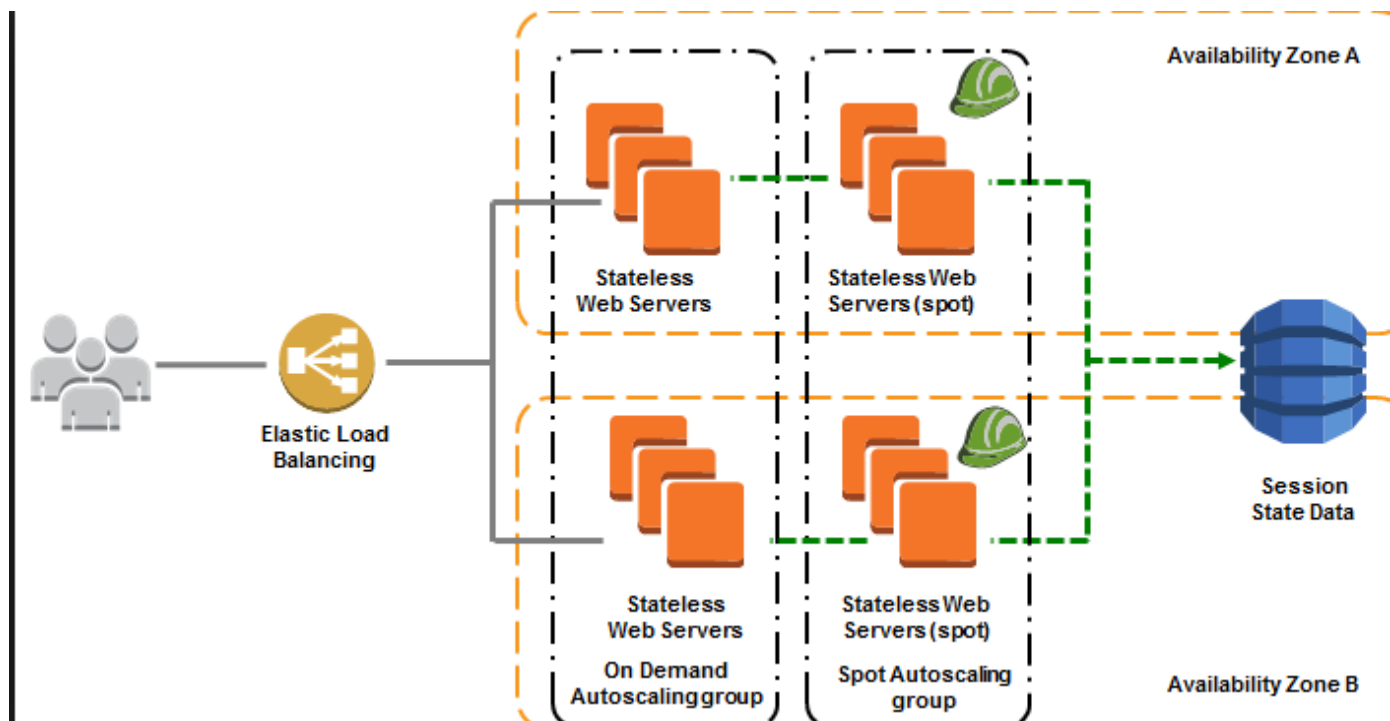 Availability Zone A
Stateless
Web Servers
Stateless Web
Servers (spot)
Elastic Load
Balancing
Session
State Data
Stateless
Web Servers
Stateless Web
Servers (spot)
On Demand
Autoscaling group
Spot Autoscaling
group
Availability Zone B